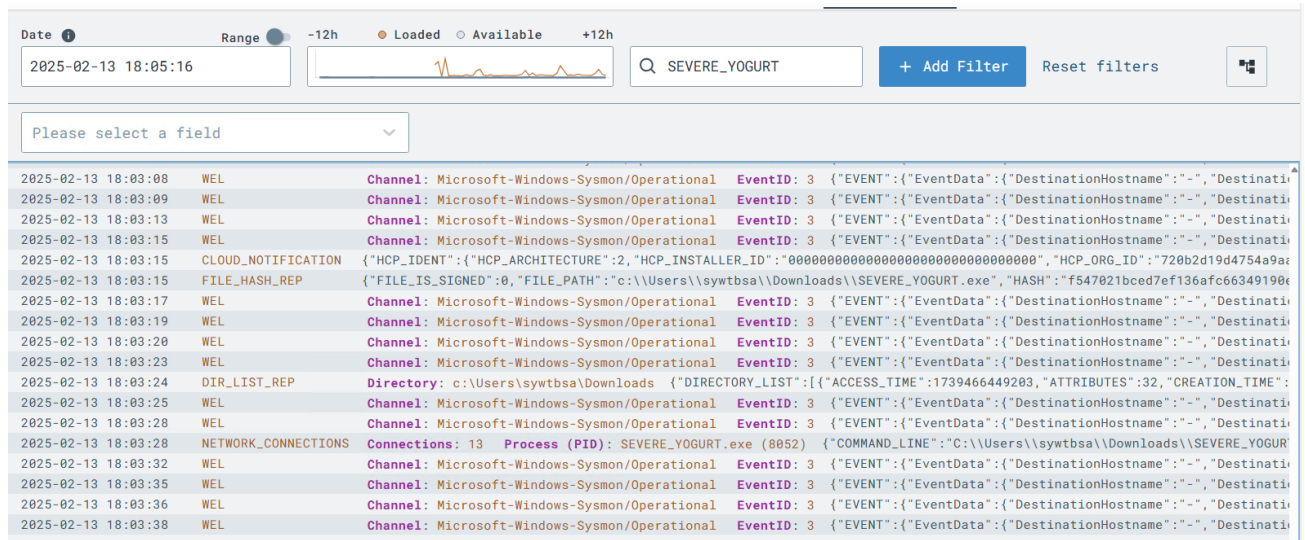 Date Range -12h Loaded Available +12h
2025-02-13 18:05:16 SEVERE_YOGURT + Add Filter Reset filters
Please select a field
2025-02-13 18:03:08 WEL Channel: Microsoft-Windows-Sysmon/Operational EventID: 3 {"EVENT":{"EventData":{"DestinationHostname":"-","Destinati
2025-02-13 18:03:09 WEL Channel: Microsoft-Windows-Sysmon/Operational EventID: 3 {"EVENT":{"EventData":{"DestinationHostname":"-","Destinati
2025-02-13 18:03:13 WEL Channel: Microsoft-Windows-Sysmon/Operational EventID: 3 {"EVENT":{"EventData":{"DestinationHostname":"-","Destinati
2025-02-13 18:03:15 WEL Channel: Microsoft-Windows-Sysmon/Operational EventID: 3 {"EVENT":{"EventData":{"DestinationHostname":"-","Destinati
2025-02-13 18:03:15 CLOUD_NOTIFICATION {"HCP_IDENT":{"HCP_ARCHITECTURE":2,"HCP_INSTALLER_ID":"00000000000000000000000000000000","HCP_ORG_ID":"720b2d19d4754a9aa
2025-02-13 18:03:15 FILE_HASH_REP {"FILE_IS_SIGNED":0,"FILE_PATH":"c:\\Users\\sywtbsa\\Downloads\\SEVERE_YOGURT.exe","HASH":"f547021bced7ef136afc66349190e
2025-02-13 18:03:17 WEL Channel: Microsoft-Windows-Sysmon/Operational EventID: 3 {"EVENT":{"EventData":{"DestinationHostname":"-","Destinati
2025-02-13 18:03:19 WEL Channel: Microsoft-Windows-Sysmon/Operational EventID: 3 {"EVENT":{"EventData":{"DestinationHostname":"-","Destinati
2025-02-13 18:03:20 WEL Channel: Microsoft-Windows-Sysmon/Operational EventID: 3 {"EVENT":{"EventData":{"DestinationHostname":"-","Destinati
2025-02-13 18:03:23 WEL Channel: Microsoft-Windows-Sysmon/Operational EventID: 3 {"EVENT":{"EventData":{"DestinationHostname":"-","Destinati
2025-02-13 18:03:24 DIR_LIST_REP Directory: c:\Users\sywtbsa\Downloads {"DIRECTORY_LIST":[{"ACCESS_TIME":1739466449203,"ATTRIBUTES":32,"CREATION_TIME":
2025-02-13 18:03:25 WEL Channel: Microsoft-Windows-Sysmon/Operational EventID: 3 {"EVENT":{"EventData":{"DestinationHostname":"-","Destinati
2025-02-13 18:03:28 WEL Channel: Microsoft-Windows-Sysmon/Operational EventID: 3 {"EVENT":{"EventData":{"DestinationHostname":"-","Destinati
2025-02-13 18:03:28 NETWORK_CONNECTIONS Connections: 13 Process (PID): SEVERE_YOGURT.exe (8052) {"COMMAND_LINE":"C:\\Users\\sywtbsa\\Downloads\\SEVERE_YOGUR
2025-02-13 18:03:32 WEL Channel: Microsoft-Windows-Sysmon/Operational EventID: 3 {"EVENT":{"EventData":{"DestinationHostname":"-","Destinati
2025-02-13 18:03:35 WEL Channel: Microsoft-Windows-Sysmon/Operational EventID: 3 {"EVENT":{"EventData":{"DestinationHostname":"-","Destinati
2025-02-13 18:03:36 WEL Channel: Microsoft-Windows-Sysmon/Operational EventID: 3 {"EVENT":{"EventData":{"DestinationHostname":"-","Destinati
2025-02-13 18:03:38 WEL Channel: Microsoft-Windows-Sysmon/Operational EventID: 3 {"EVENT":{"EventData":{"DestinationHostname":"-","Destinati